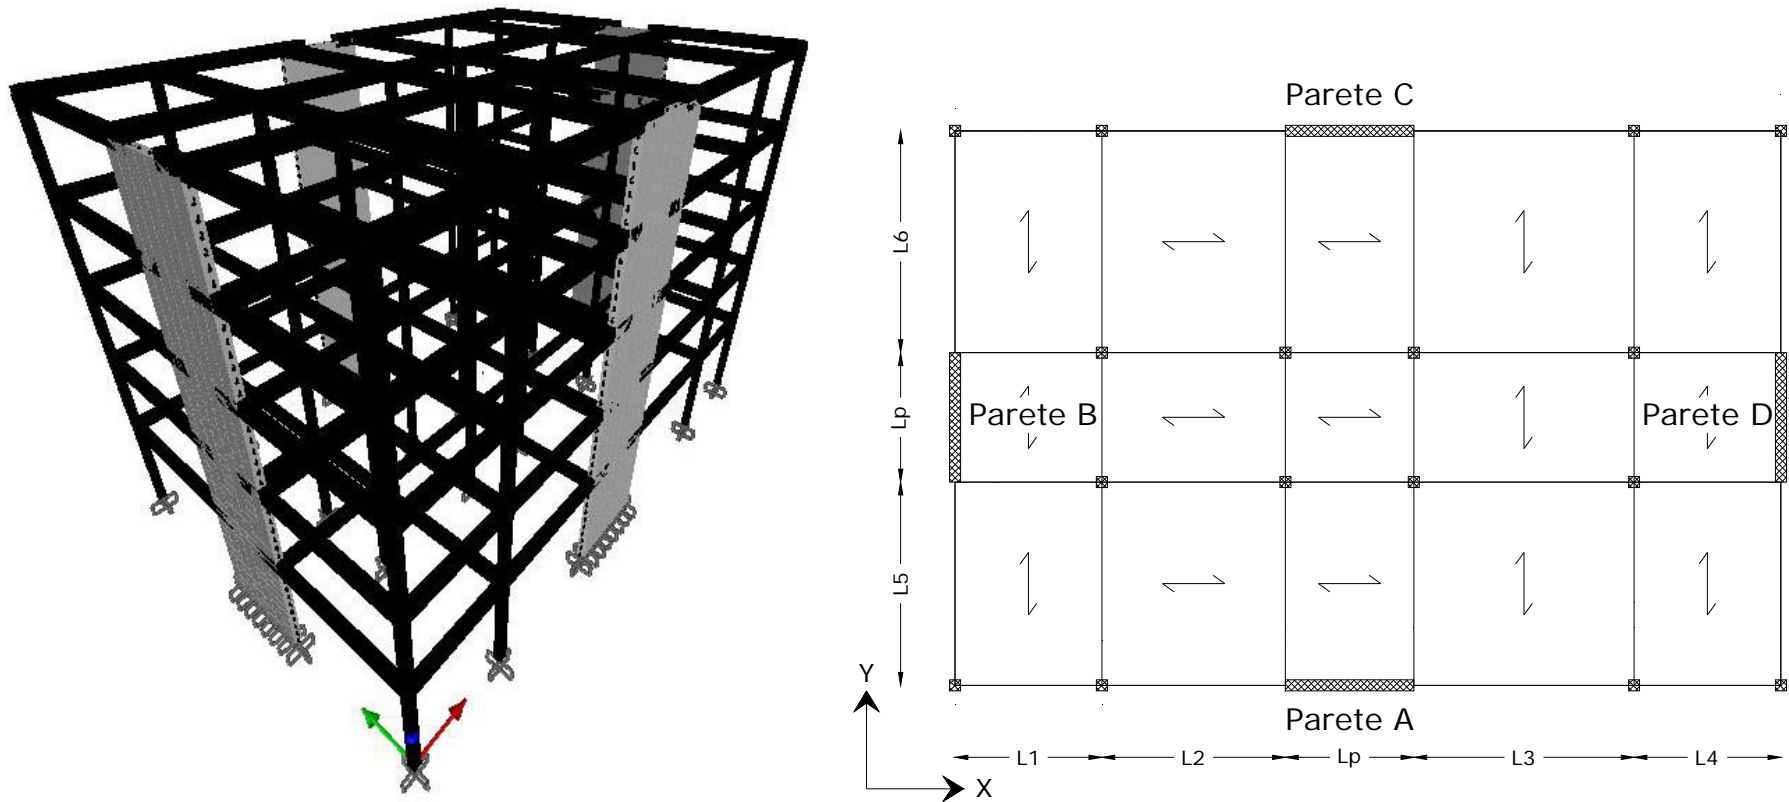 Parete C
L6
Lp
Parete B
Parete D
L5
Y
X
Parete A
L1
L2
Lp
L3
L4